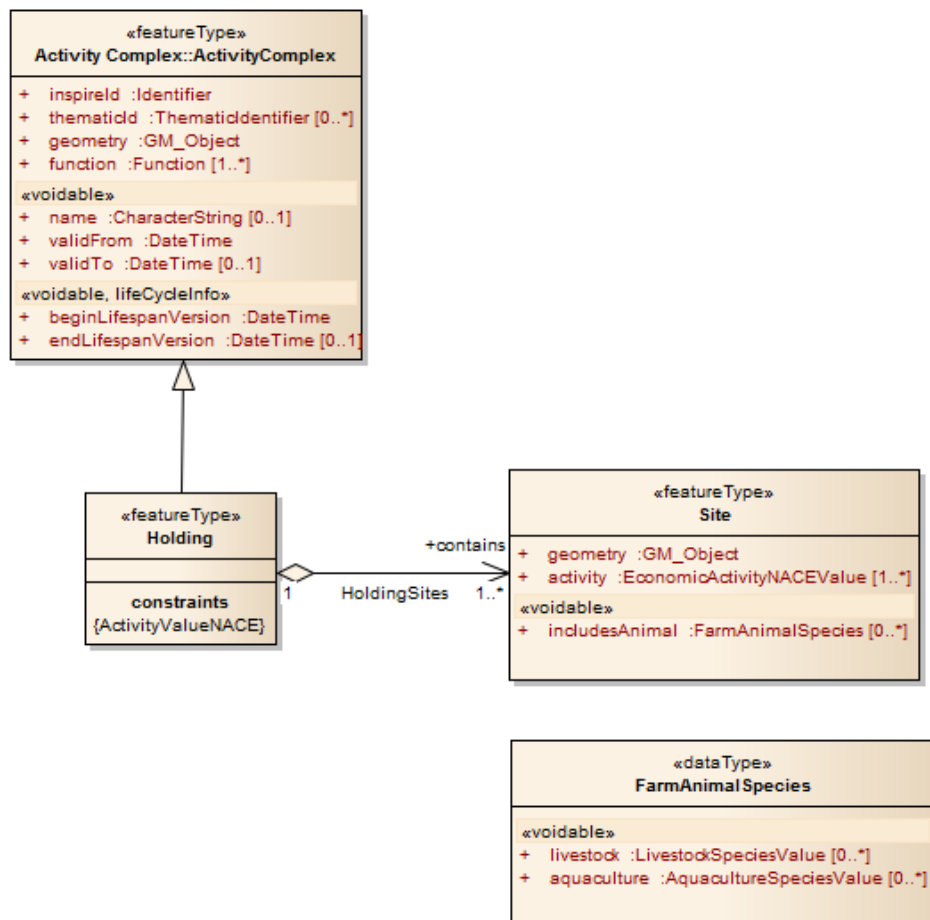 «featureType»
Activity Complex::ActivityComplex
+ inspireId :Identifier
+ thematicId :ThematicIdentifier [0..*]
+ geometry :GM_Object
+ function :Function [1..*]
«voidable»
+ name :CharacterString [0..1]
+ validFrom :DateTime
+ validTo :DateTime [0..1]
«voidable, lifeCycleInfo»
+ beginLifespanVersion :DateTime
+ endLifespanVersion :DateTime [0..1]
«featureType»
Holding
constraints
{ActivityValueNACE}
+contains
1 HoldingSites 1..*
«featureType»
Site
+ geometry :GM_Object
+ activity :EconomicActivityNACEValue [1..*]
«voidable»
+ includesAnimal :FarmAnimalSpecies [0..*]
«dataType»
FarmAnimalSpecies
«voidable»
+ livestock :LivestockSpeciesValue [0..*]
+ aquaculture :AquacultureSpeciesValue [0..*]